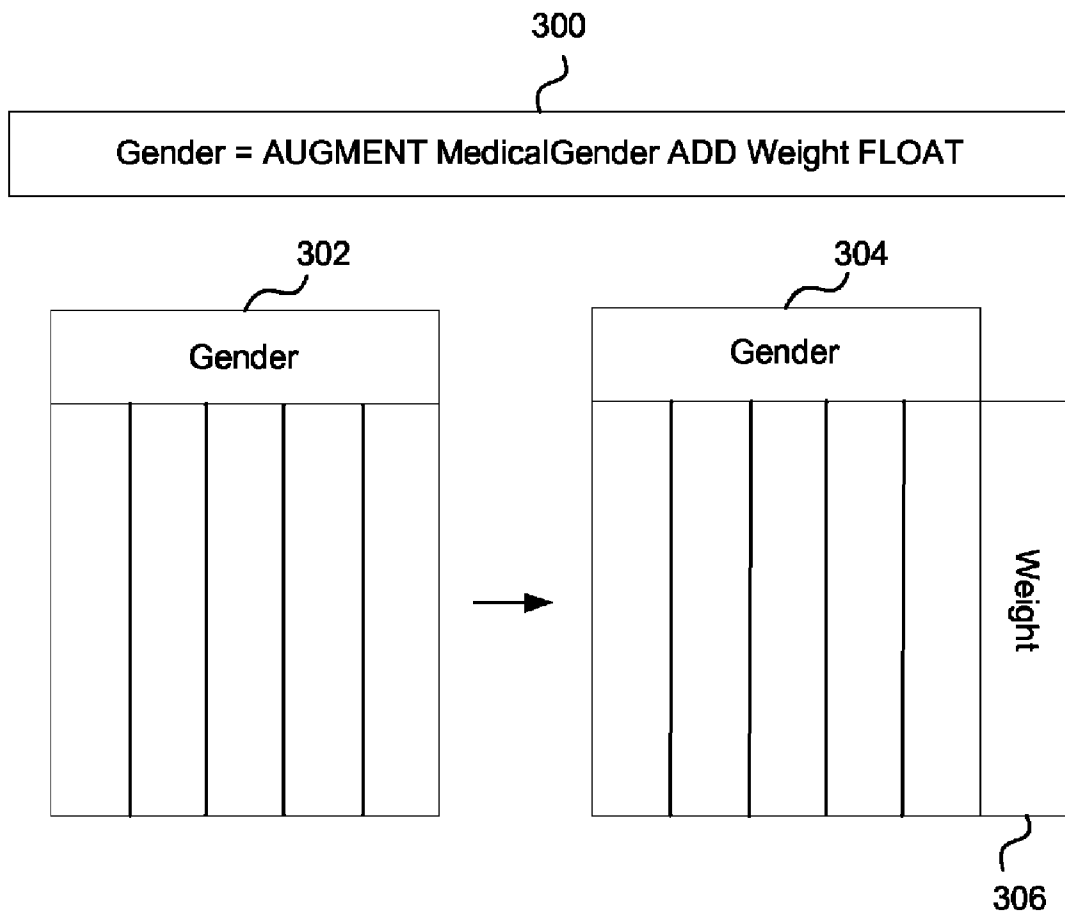 300
Gender = AUGMENT MedicalGender ADD Weight FLOAT
302
304
Gender
Gender
Weight
306